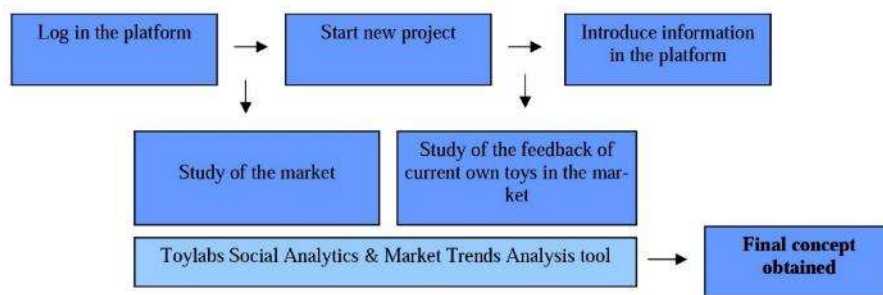 Log in the platform
Start new project
Introduce information
in the platform
Study of the market
Study of the feedback of
current own toys in the mar-
ket
Toylabs Social Analytics & Market Trends Analysis tool
Final concept
obtained